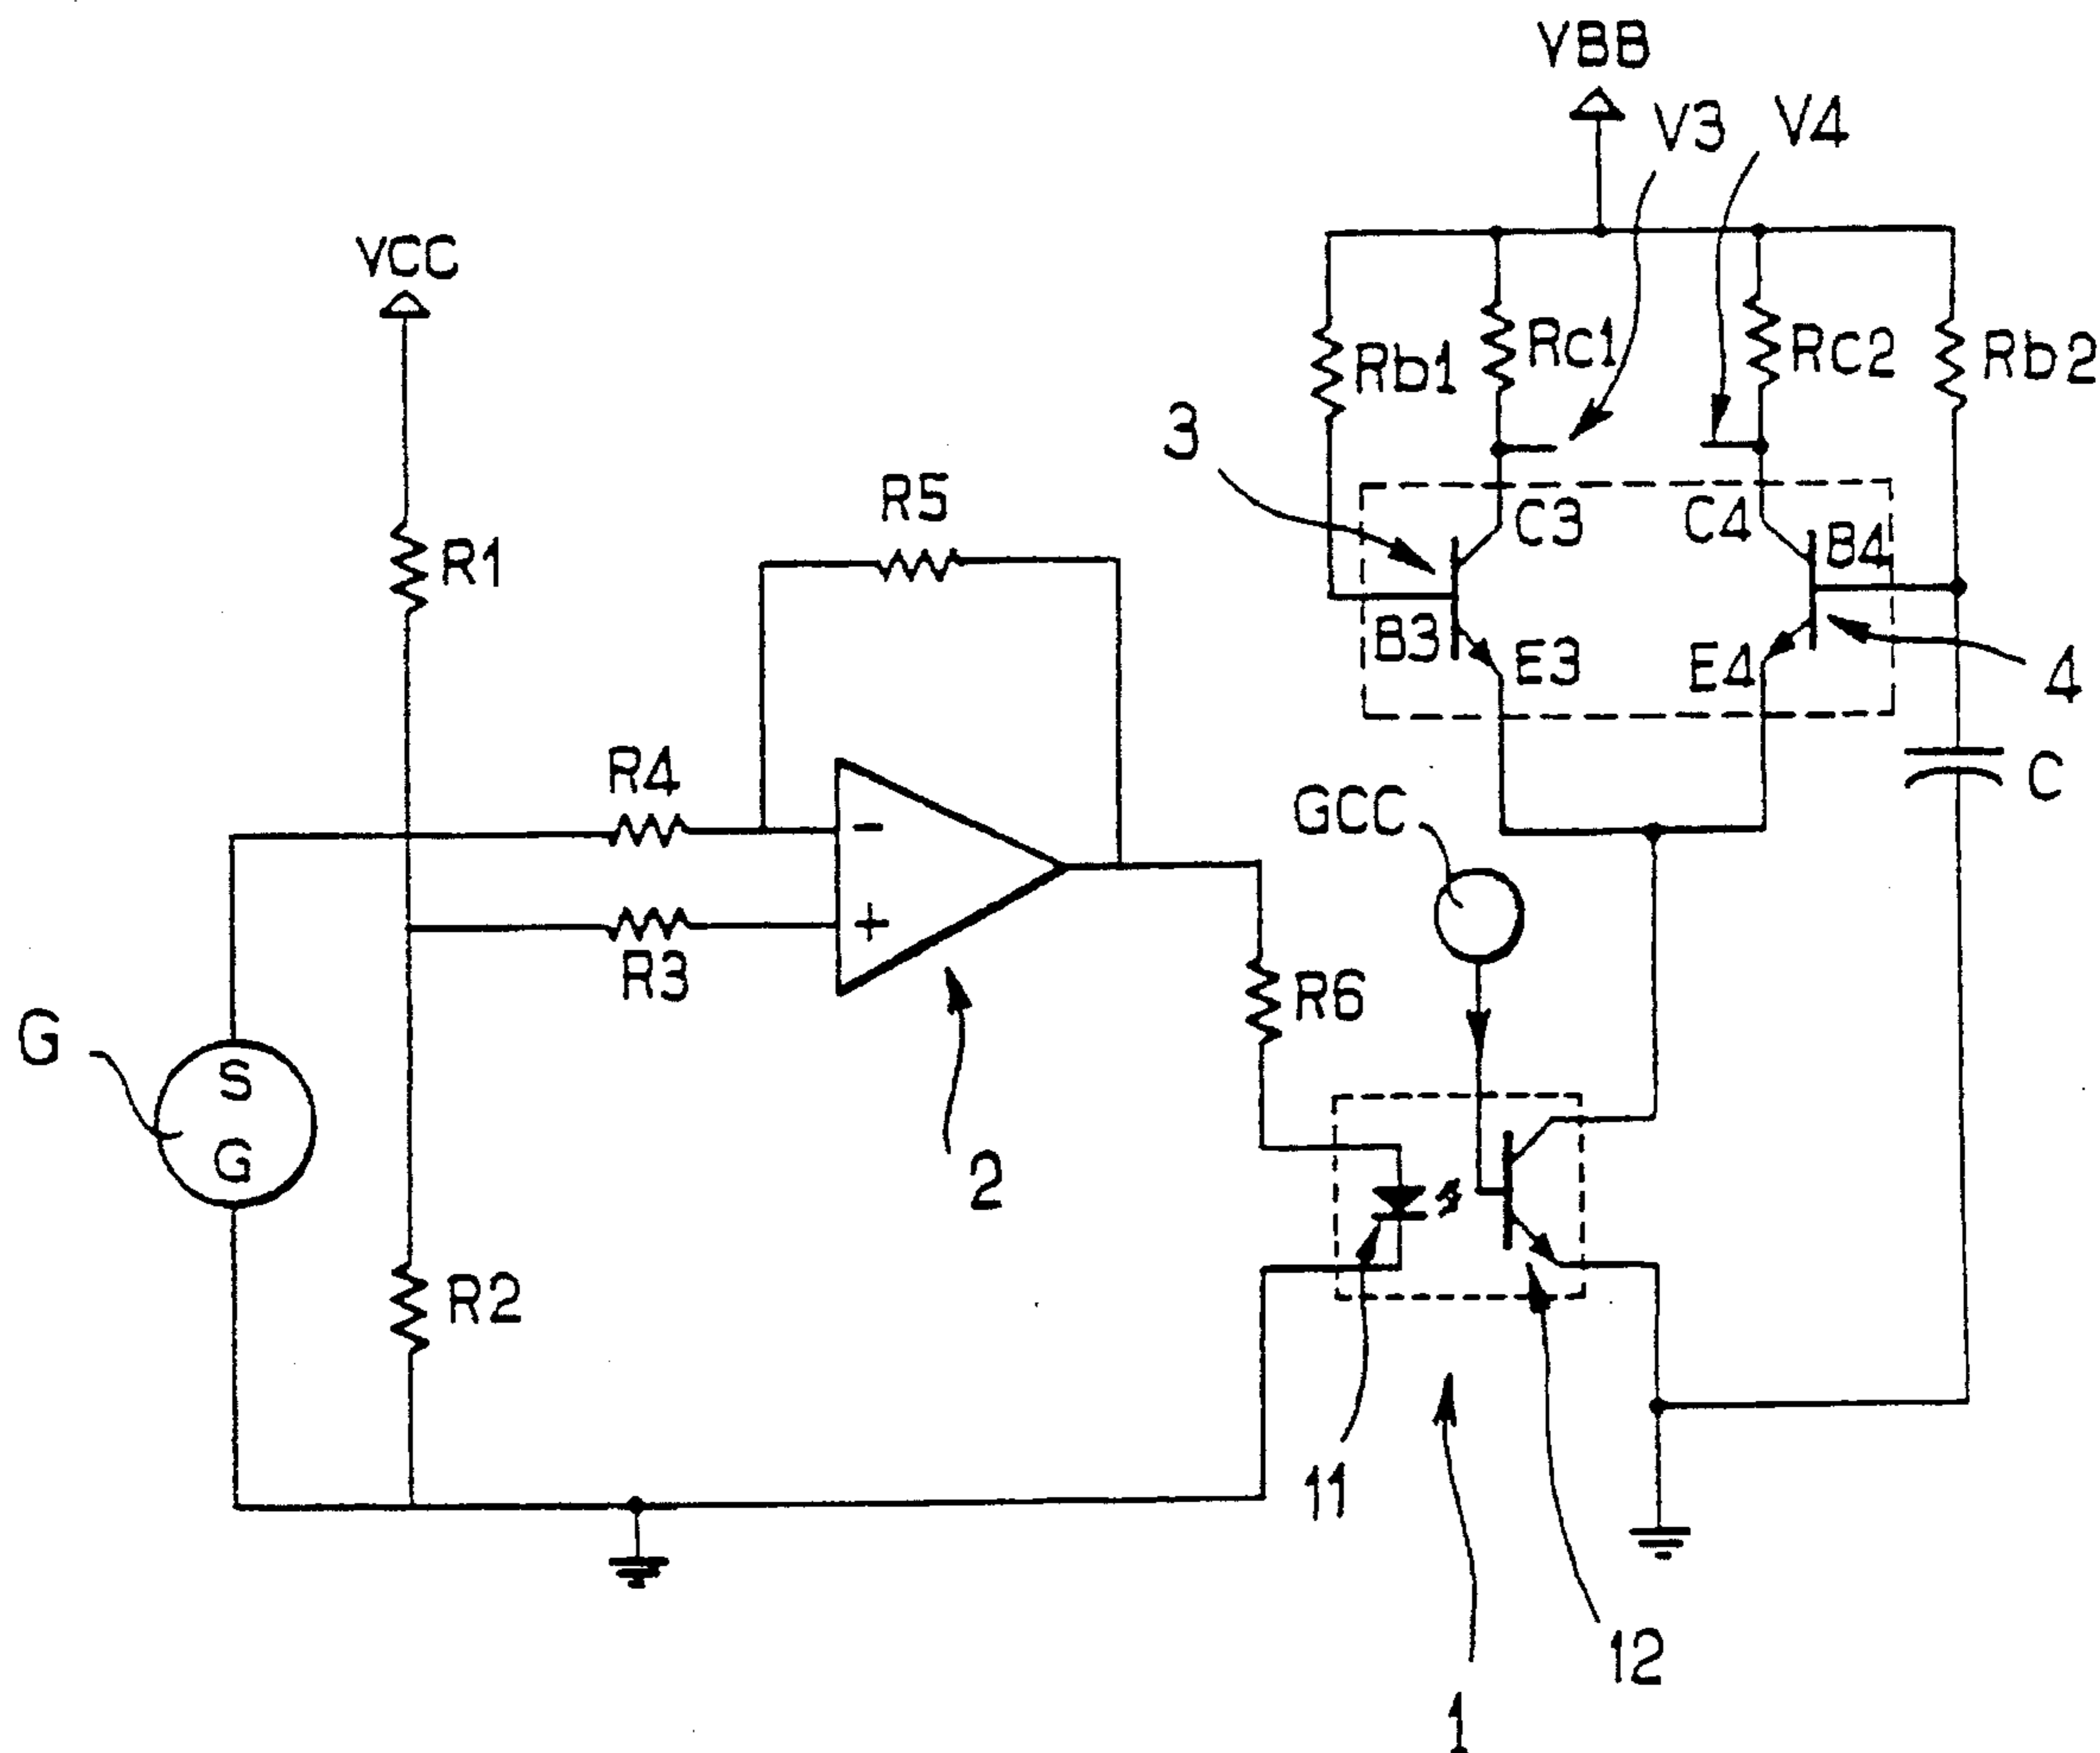 VBB
V3
V4
VCC
Rb1
Rc1
Rc2
Rb2
3
R5
C3
C4
B4
R1
B3
E3
E4
4
R4
GCC
C
-
+
R3
R6
G
S
G
2
R2
11
12
1